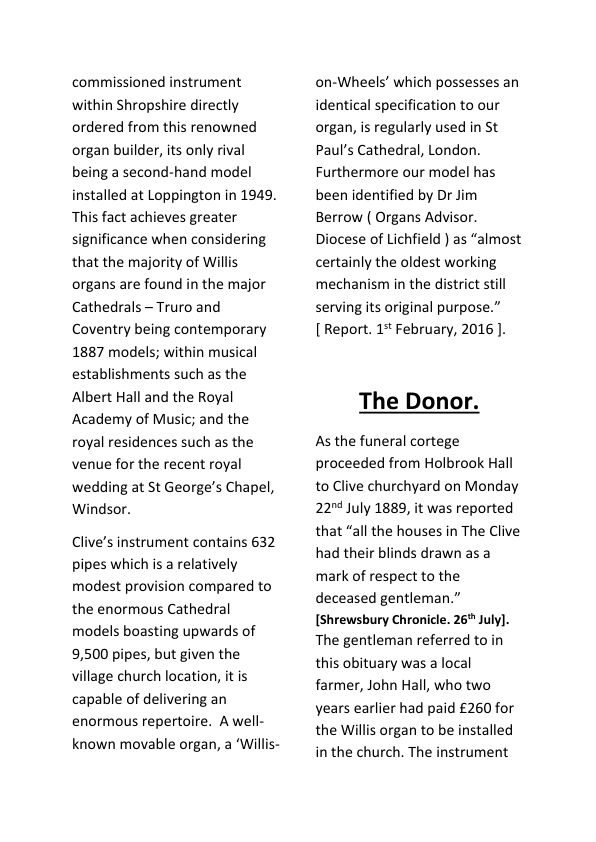 commissioned instrument
within Shropshire directly
ordered from this renowned
organ builder, its only rival
being a second-hand model
installed at Loppington in 1949.
This fact achieves greater
significance when considering
that the majority of Willis
organs are found in the major
Cathedrals – Truro and
Coventry being contemporary
1887 models; within musical
establishments such as the
Albert Hall and the Royal
Academy of Music; and the
royal residences such as the
venue for the recent royal
wedding at St George’s Chapel,
Windsor.
Clive’s instrument contains 632
pipes which is a relatively
modest provision compared to
the enormous Cathedral
models boasting upwards of
9,500 pipes, but given the
village church location, it is
capable of delivering an
enormous repertoire.  A well-
known movable organ, a ‘Willis-
on-Wheels’ which possesses an
identical specification to our
organ, is regularly used in St
Paul’s Cathedral, London.
Furthermore our model has
been identified by Dr Jim
Berrow ( Organs Advisor.
Diocese of Lichfield ) as “almost
certainly the oldest working
mechanism in the district still
serving its original purpose.”
[ Report. 1st February, 2016 ].
The Donor.
As the funeral cortege
proceeded from Holbrook Hall
to Clive churchyard on Monday
22nd July 1889, it was reported
that “all the houses in The Clive
had their blinds drawn as a
mark of respect to the
deceased gentleman.”
[Shrewsbury Chronicle. 26th July].
The gentleman referred to in
this obituary was a local
farmer, John Hall, who two
years earlier had paid £260 for
the Willis organ to be installed
in the church. The instrument